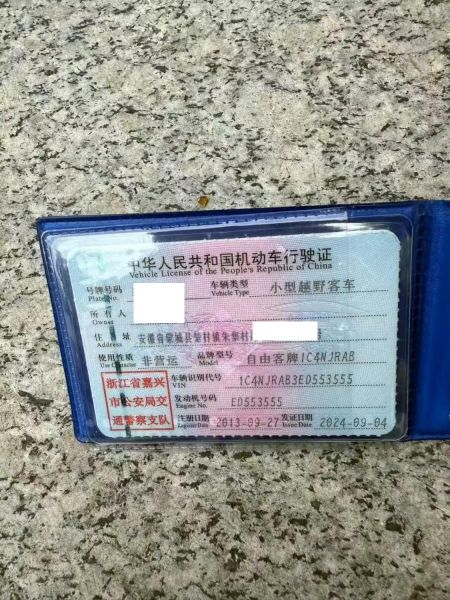 中华人民共和国机动车行驶证
Vehicle License of the People's Republic of China
号牌号码 车辆类型 小型越野客车
Plate No. Vehicle Type
所有人
Owner
住址 安徽省蒙城县 镇朱 村
Address
使用性质 非营运 品牌型号 自由客牌1C4NJRAB
Use Character Model
浙江省嘉兴 车辆识别代号 1C4NJRAB3ED553555
VIN
市公安局交 发动机号码 ED553555
Engine No.
通警察支队 注册日期 2013-09-27 发证日期 2024-09-04
Register Date Issue Date